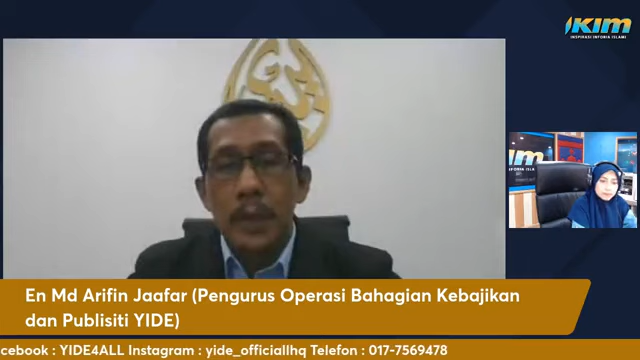 IKIM
INSPIRASI INFORIA ISLAMI
En Md Arifin Jaafar (Pengurus Operasi Bahagian Kebajikan
dan Publisiti YIDE)
cebook : YIDE4ALL Instagram : yide_officiallhq Telefon : 017-7569478